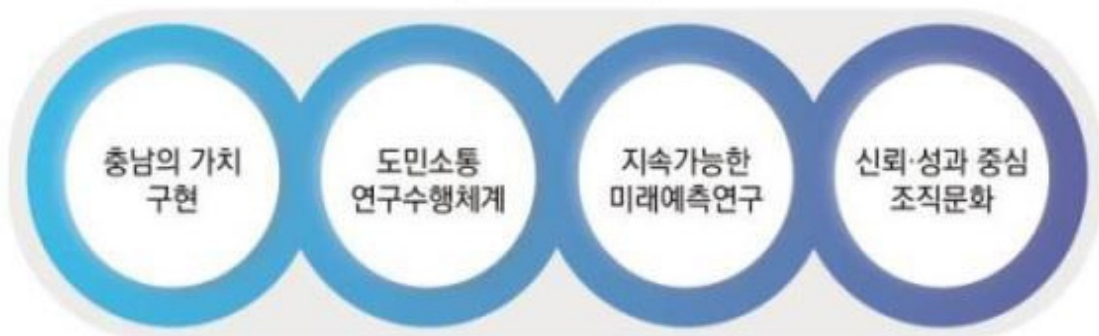 충남의 가치
구현
도민소통
연구수행체계
지속가능한
미래예측연구
신뢰·성과 중심
조직문화